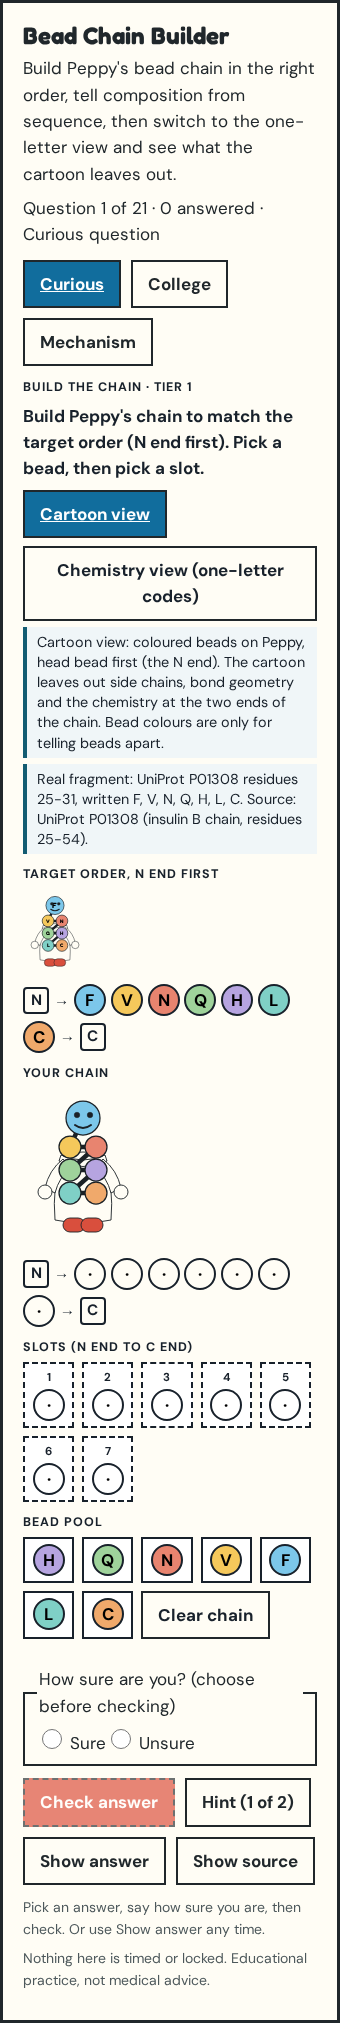 Bead Chain Builder
Build Peppy's bead chain in the right
order, tell composition from
sequence, then switch to the one-
letter view and see what the
cartoon leaves out.
Question 1 of 21 · 0 answered ·
Curious question
Curious
College
Mechanism
BUILD THE CHAIN · TIER 1
Build Peppy's chain to match the
target order (N end first). Pick a
bead, then pick a slot.
Cartoon view
Chemistry view (one-letter
codes)
Cartoon view: coloured beads on Peppy,
head bead first (the N end). The cartoon
leaves out side chains, bond geometry
and the chemistry at the two ends of
the chain. Bead colours are only for
telling beads apart.
Real fragment: UniProt P01308 residues
25-31, written F, V, N, Q, H, L, C. Source:
UniProt P01308 (insulin B chain, residues
25-54).
TARGET ORDER, N END FIRST
F
V N
Q H
L C
N → F V N Q H L
C → C
YOUR CHAIN
N → · · · · · ·
· → C
SLOTS (N END TO C END)
1 2 3 4 5
· · · · ·
6 7
· ·
BEAD POOL
H Q N V F
L C Clear chain
How sure are you? (choose
before checking)
Sure Unsure
Check answer Hint (1 of 2)
Show answer Show source
Pick an answer, say how sure you are, then
check. Or use Show answer any time.
Nothing here is timed or locked. Educational
practice, not medical advice.